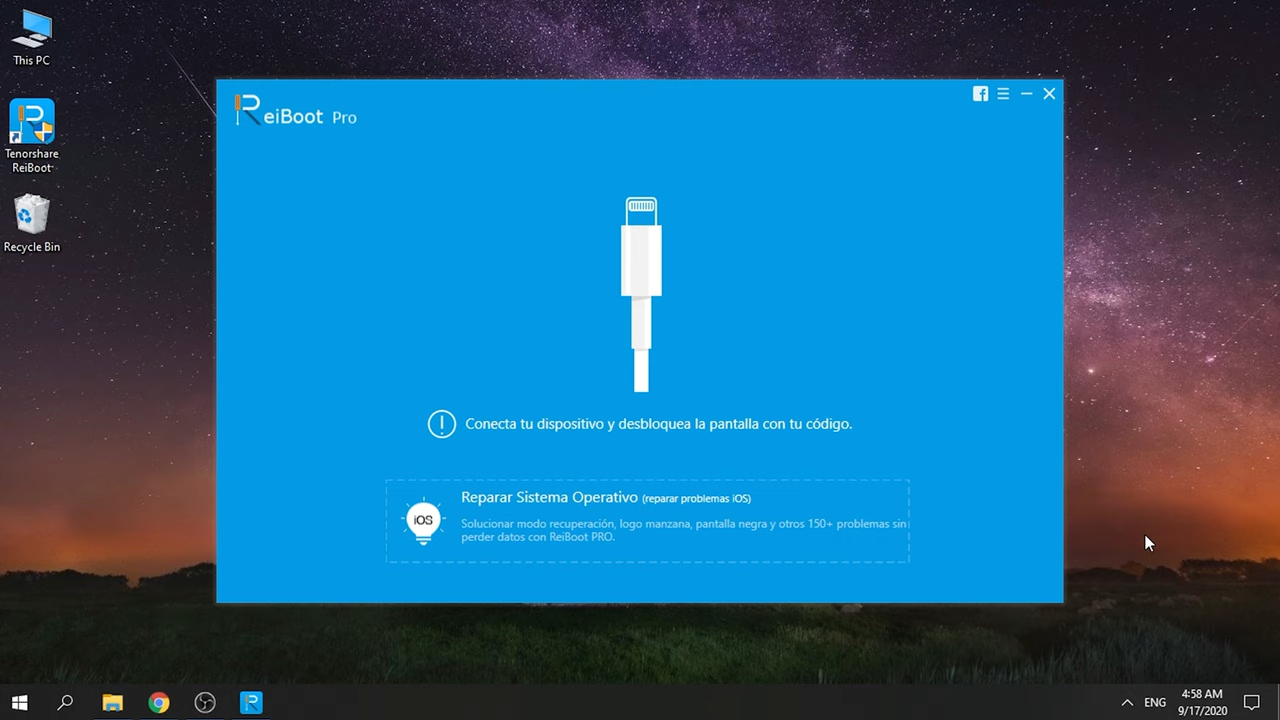 This PC
Tenorshare
ReiBoot
Recycle Bin
ReiBoot Pro
Conecta tu dispositivo y desbloquea la pantalla con tu código.
iOS
Reparar Sistema Operativo (reparar problemas iOS)
Solucionar modo recuperación, logo manzana, pantalla negra y otros 150+ problemas sin
perder datos con ReiBoot PRO.
ENG
4:58 AM
9/17/2020